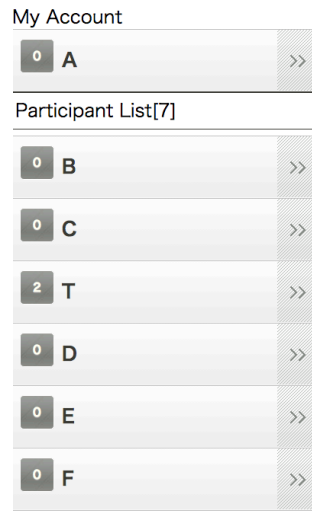 My Account
0 A
Participant List[7]
0 B
0 C
2 T
0 D
0 E
0 F